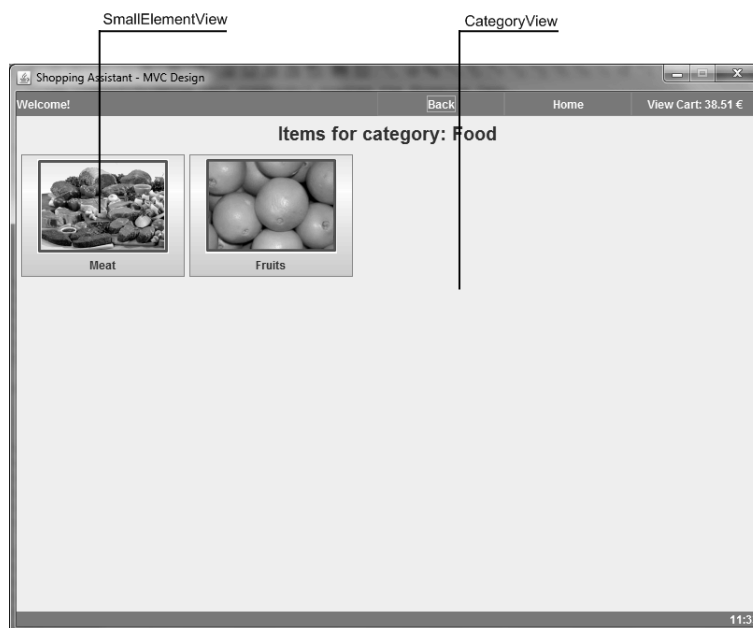 SmallElementView
CategoryView
Shopping Assistant - MVC Design
Welcome!
Back
Home
View Cart: 38.51 €
Items for category: Food
Meat
Fruits
11:3